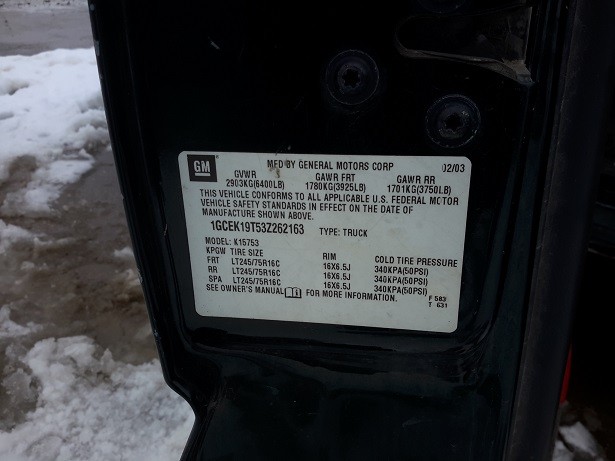 GM MFD BY GENERAL MOTORS CORP 02/03
GVWR GAWR FRT GAWR RR
2903KG(6400LB) 1780KG(3925LB) 1701KG(3750LB)
THIS VEHICLE CONFORMS TO ALL APPLICABLE U.S. FEDERAL MOTOR
VEHICLE SAFETY STANDARDS IN EFFECT ON THE DATE OF
MANUFACTURE SHOWN ABOVE.
1GCEK19T53Z262163 TYPE: TRUCK
MODEL: K15753
KPGW TIRE SIZE RIM COLD TIRE PRESSURE
FRT LT245/75R16C 16X6.5J 340KPA(50PSI)
RR LT245/75R16C 16X6.5J 340KPA(50PSI)
SPA LT245/75R16C 16X6.5J 340KPA(50PSI)
SEE OWNER'S MANUAL FOR MORE INFORMATION. F 583
T 631